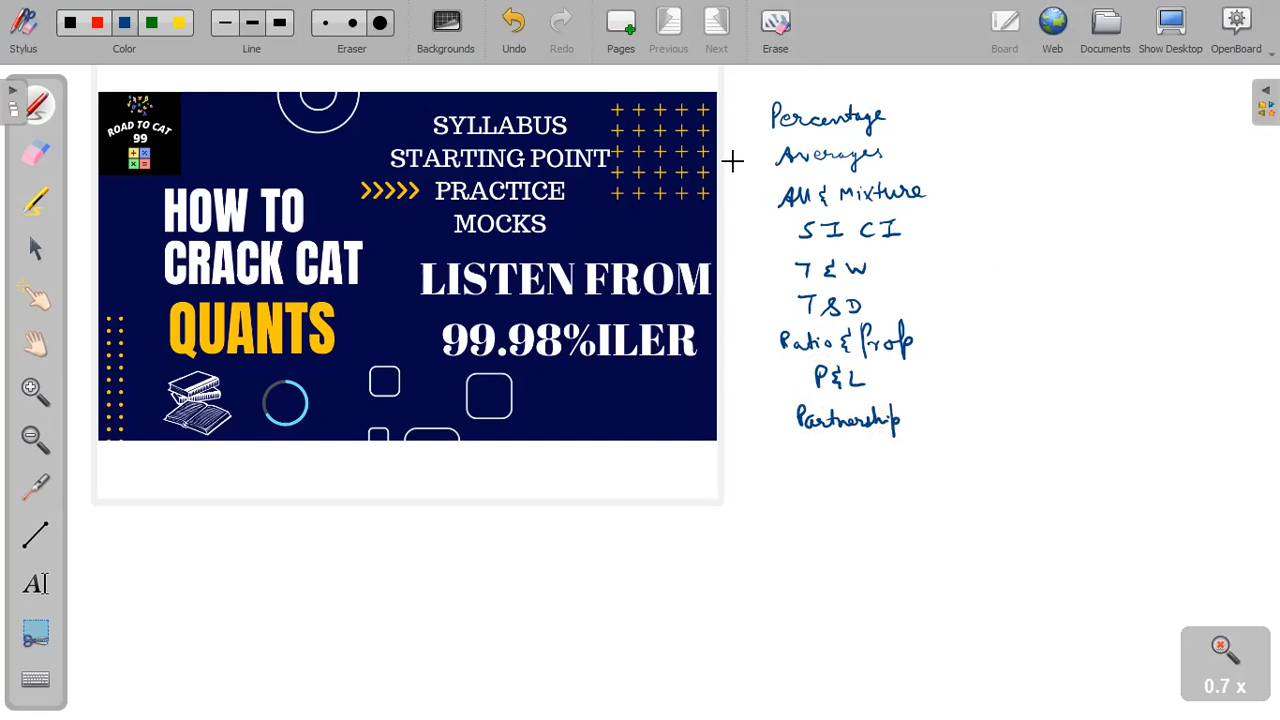 Stylus
Color
Line
Eraser
Backgrounds
Undo
Redo
Pages
Previous
Next
Erase
Board
Web
Documents
Show Desktop
OpenBoard
ROAD TO CAT
99
HOW TO
CRACK CAT
QUANTS
SYLLABUS
STARTING POINT
PRACTICE
MOCKS
LISTEN FROM
99.98%ILER
Percentage
Averages
All & Mixture
SI CI
T & W
T S D
Ratio & Prop
P & L
Partnership
0.7 x